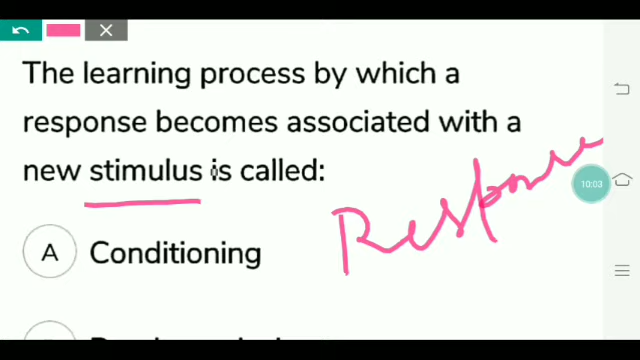 The learning process by which a
response becomes associated with a
new stimulus is called:
Response
10:03
A Conditioning